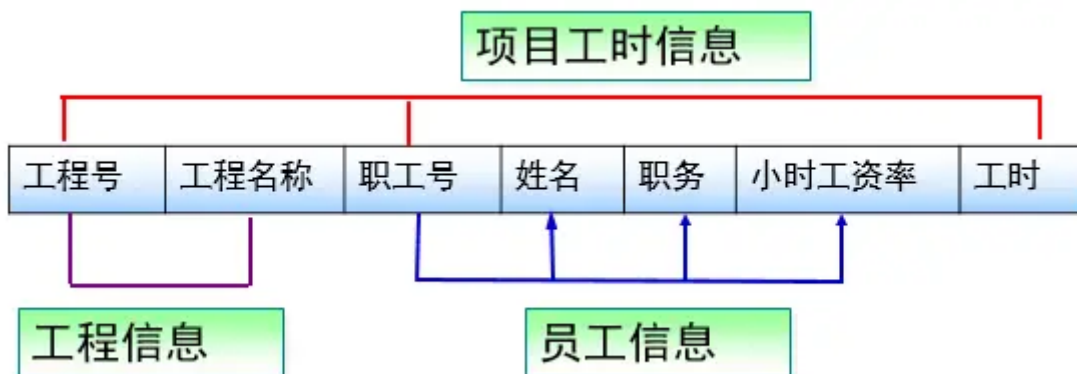 项目工时信息
工程号 工程名称 职工号 姓名 职务 小时工资率 工时
工程信息 员工信息